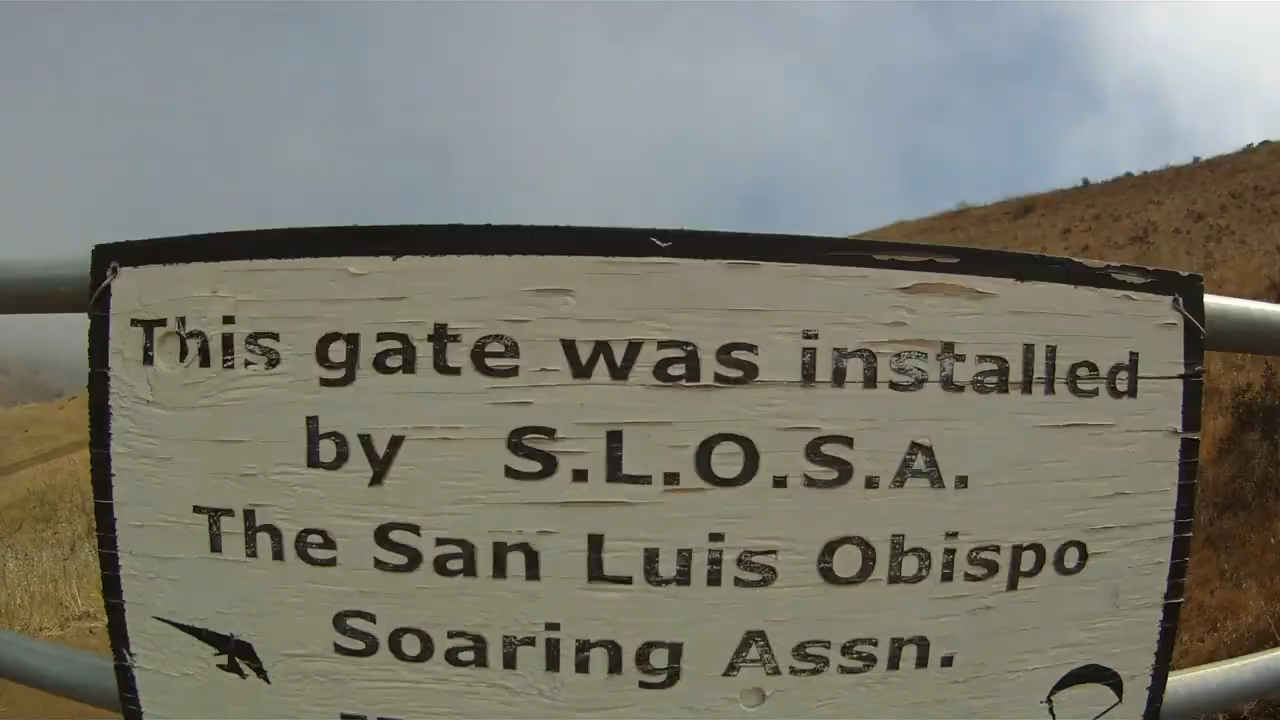 This gate was installed
by S.L.O.S.A.
The San Luis Obispo
Soaring Assn.